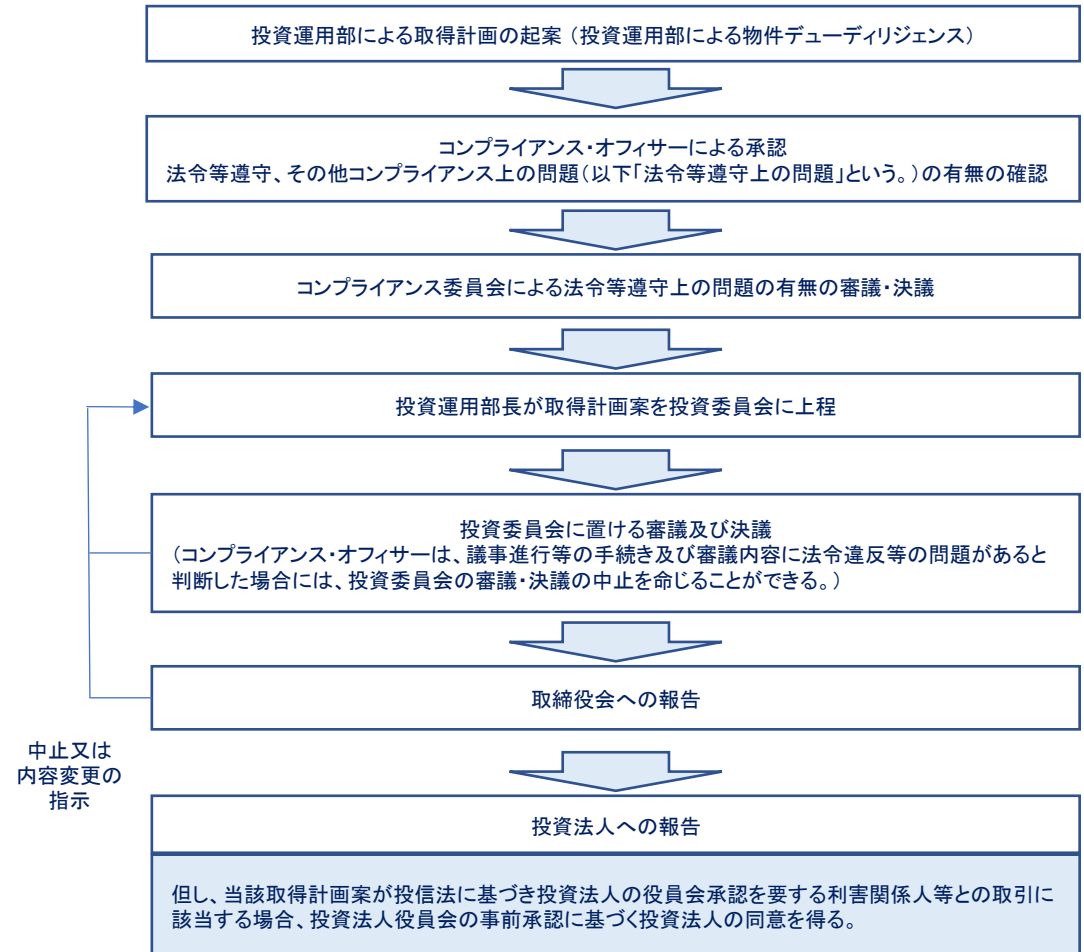 投資運用部による取得計画の起案（投資運用部による物件デューディリジェンス）
コンプライアンス・オフィサーによる承認
法令等遵守、その他コンプライアンス上の問題（以下「法令等遵守上の問題」という。）の有無の確認
コンプライアンス委員会による法令等遵守上の問題の有無の審議・決議
投資運用部長が取得計画案を投資委員会に上程
投資委員会に置ける審議及び決議
（コンプライアンス・オフィサーは、議事進行等の手続き及び審議内容に法令違反等の問題があると
判断した場合には、投資委員会の審議・決議の中止を命じることができる。）
取締役会への報告
中止又は
内容変更の
指示
投資法人への報告
但し、当該取得計画案が投信法に基づき投資法人の役員会承認を要する利害関係人等との取引に
該当する場合、投資法人役員会の事前承認に基づく投資法人の同意を得る。